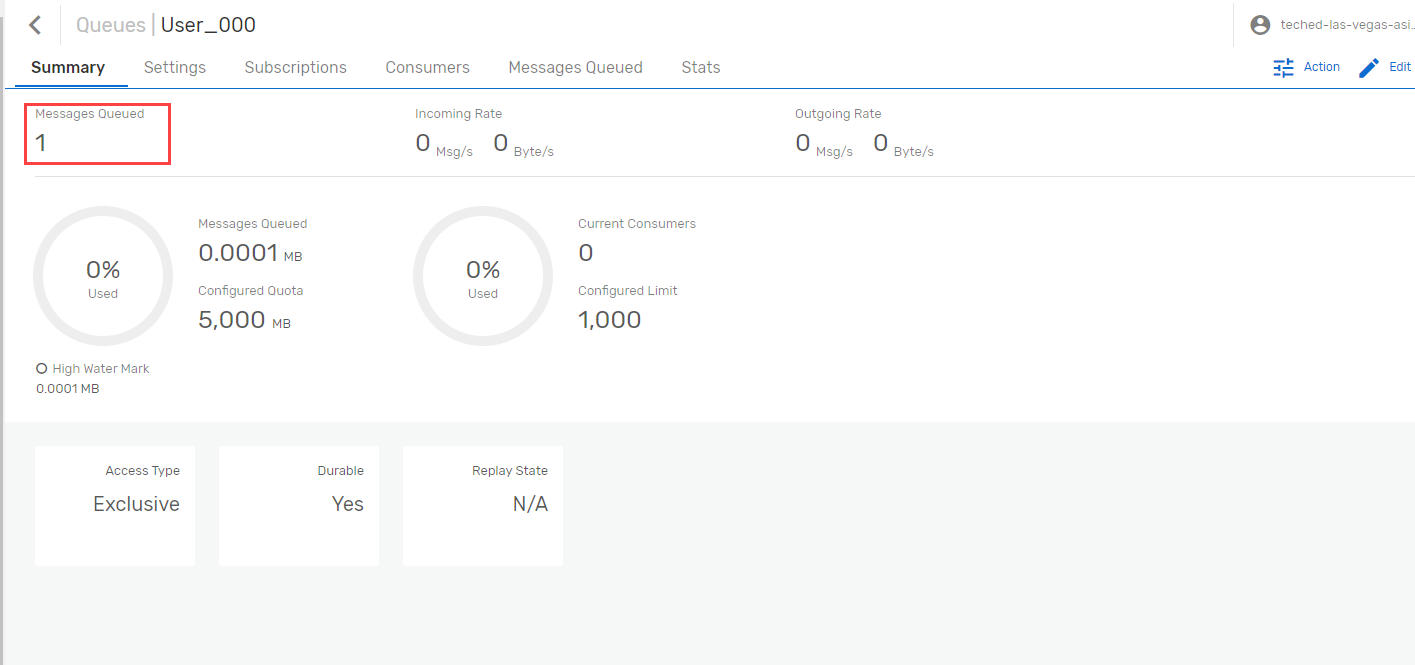 Queues | User_000
teched-las-vegas-asi...
Summary Settings Subscriptions Consumers Messages Queued Stats
Action Edit
Messages Queued Incoming Rate Outgoing Rate
1 0 Msg/s 0 Byte/s 0 Msg/s 0 Byte/s
0%
Used
Messages Queued
0.0001 MB
Configured Quota
5,000 MB
High Water Mark
0.0001 MB
0%
Used
Current Consumers
0
Configured Limit
1,000
Access Type
Exclusive
Durable
Yes
Replay State
N/A